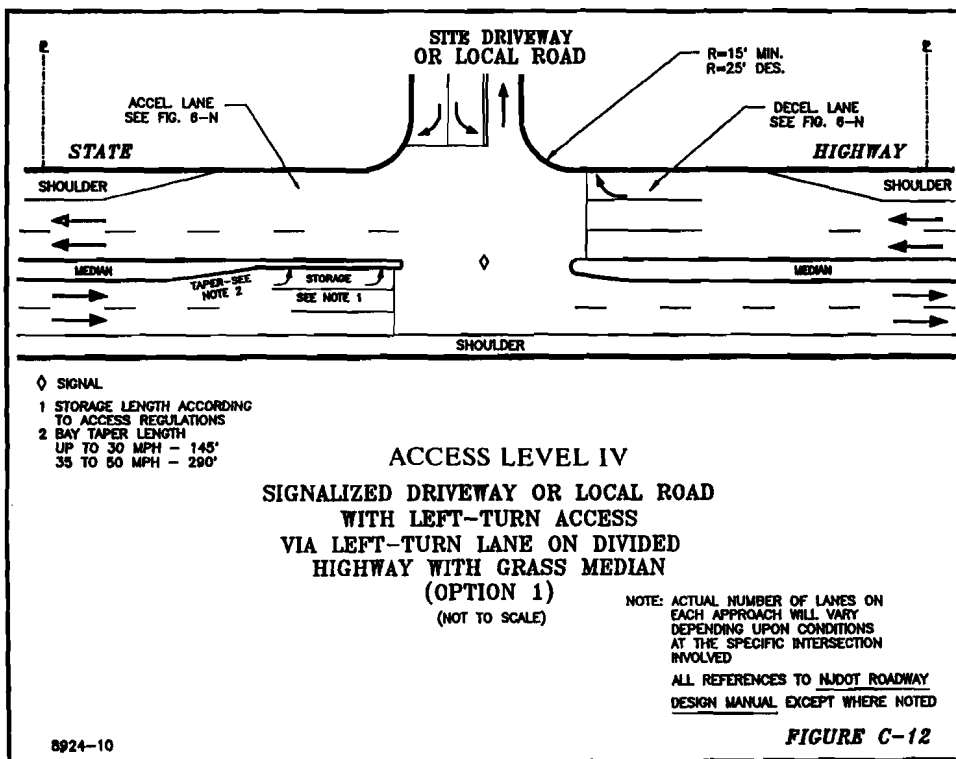 SITE DRIVEWAY
OR LOCAL ROAD
R=15' MIN.
R=25' DES.
ACCEL. LANE
SEE FIG. 6-N
DECEL. LANE
SEE FIG. 6-N
STATE
HIGHWAY
SHOULDER
SHOULDER
MEDIAN
TAPER-SEE
NOTE 2
STORAGE
SEE NOTE 1
MEDIAN
SHOULDER
◊ SIGNAL
1 STORAGE LENGTH ACCORDING
TO ACCESS REGULATIONS
2 BAY TAPER LENGTH
UP TO 30 MPH - 145'
35 TO 50 MPH - 290'
ACCESS LEVEL IV
SIGNALIZED DRIVEWAY OR LOCAL ROAD
WITH LEFT-TURN ACCESS
VIA LEFT-TURN LANE ON DIVIDED
HIGHWAY WITH GRASS MEDIAN
(OPTION 1)
(NOT TO SCALE)
NOTE: ACTUAL NUMBER OF LANES ON
EACH APPROACH WILL VARY
DEPENDING UPON CONDITIONS
AT THE SPECIFIC INTERSECTION
INVOLVED
ALL REFERENCES TO NJDOT ROADWAY
DESIGN MANUAL EXCEPT WHERE NOTED
8924-10
FIGURE C-12